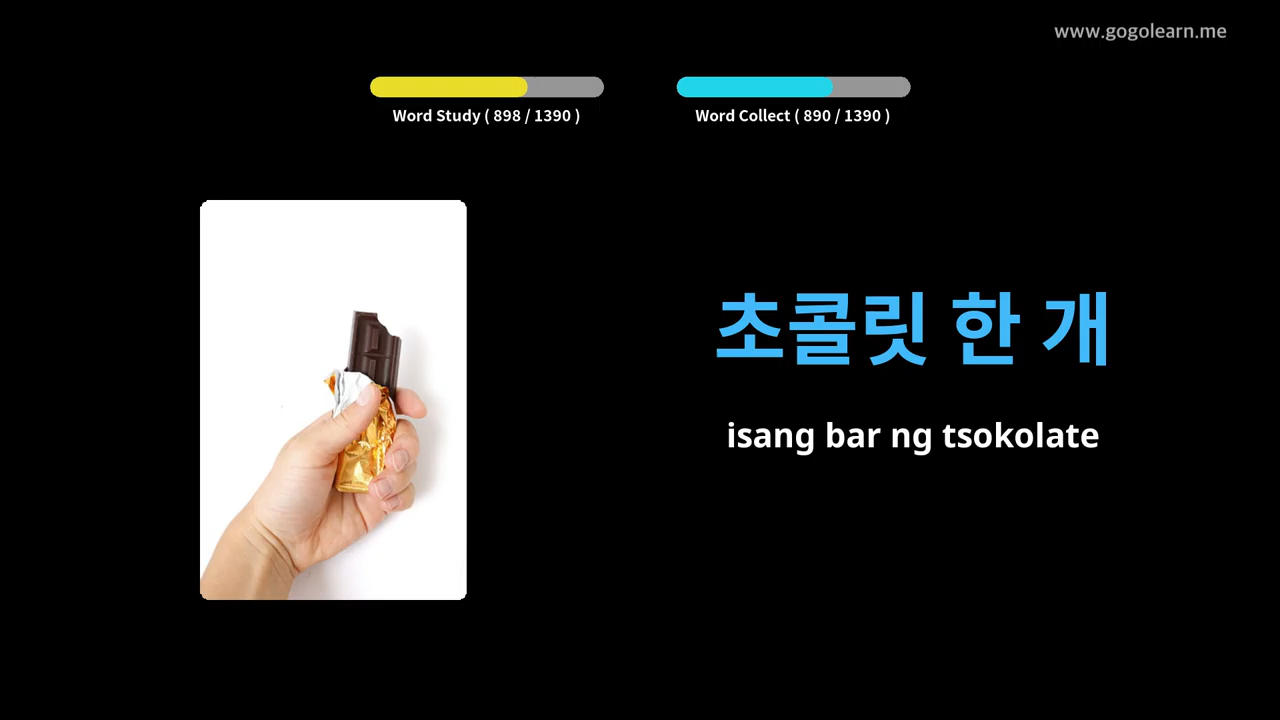 www.gogolearn.me
Word Study ( 898 / 1390 )
Word Collect ( 890 / 1390 )
초콜릿 한 개
isang bar ng tsokolate